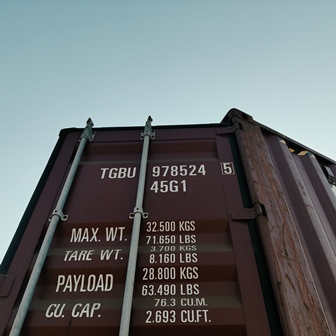 TGBU 978524 5
45G1
MAX. WT. 32.500 KGS
71.650 LBS
TARE WT. 3.700 KGS
8.160 LBS
PAYLOAD 28.800 KGS
63.490 LBS
CU. CAP. 76.3 CU.M.
2.693 CU.FT.